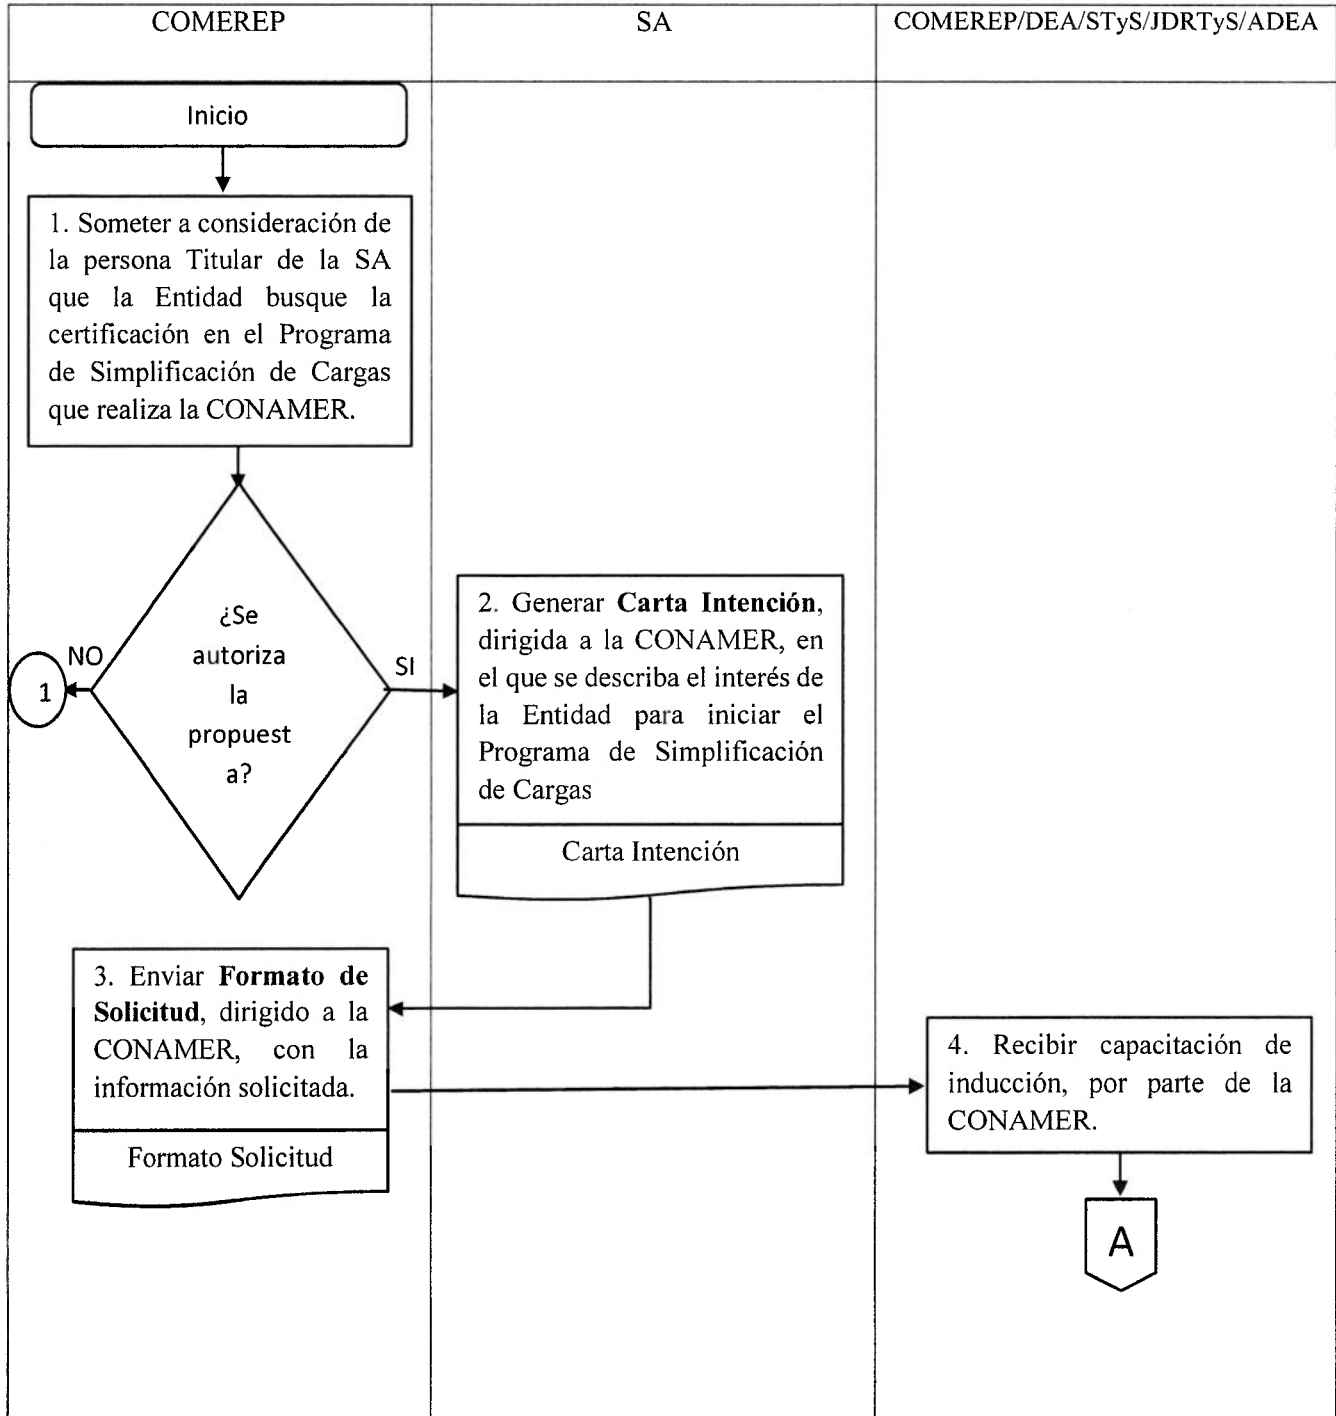 COMEREP
SA
COMEREP/DEA/STyS/JDRTyS/ADEA
Inicio
1. Someter a consideración de
la persona Titular de la SA
que la Entidad busque la
certificación en el Programa
de Simplificación de Cargas
que realiza la CONAMER.
¿Se
autoriza
la
propuest
a?
NO
1
SI
2. Generar Carta Intención,
dirigida a la CONAMER, en
el que se describa el interés de
la Entidad para iniciar el
Programa de Simplificación
de Cargas
Carta Intención
3. Enviar Formato de
Solicitud, dirigido a la
CONAMER, con la
información solicitada.
Formato Solicitud
4. Recibir capacitación de
inducción, por parte de la
CONAMER.
A